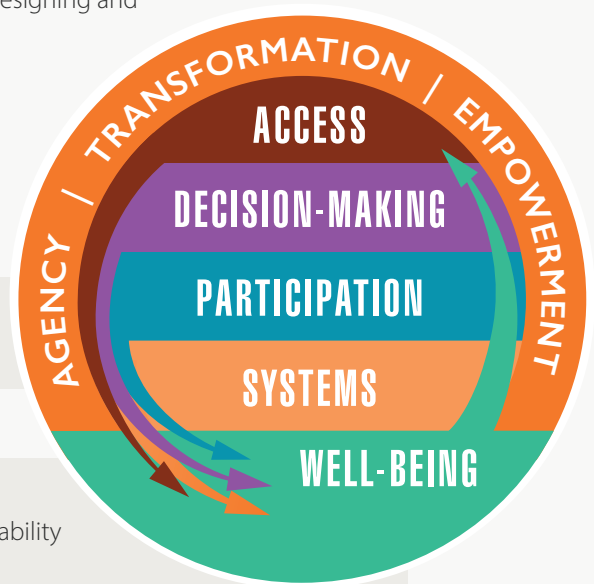 esigning and
AGENCY | TRANSFORMATION | EMPOWERMENT
ACCESS
DECISION-MAKING
PARTICIPATION
SYSTEMS
WELL-BEING
ability